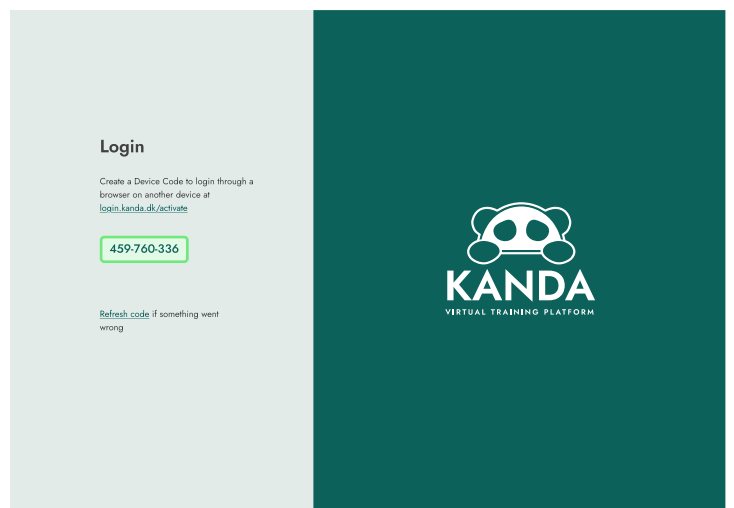 Login
Create a Device Code to login through a
browser on another device at
login.kanda.dk/activate
459-760-336
Refresh code if something went
wrong
KANDA
VIRTUAL TRAINING PLATFORM